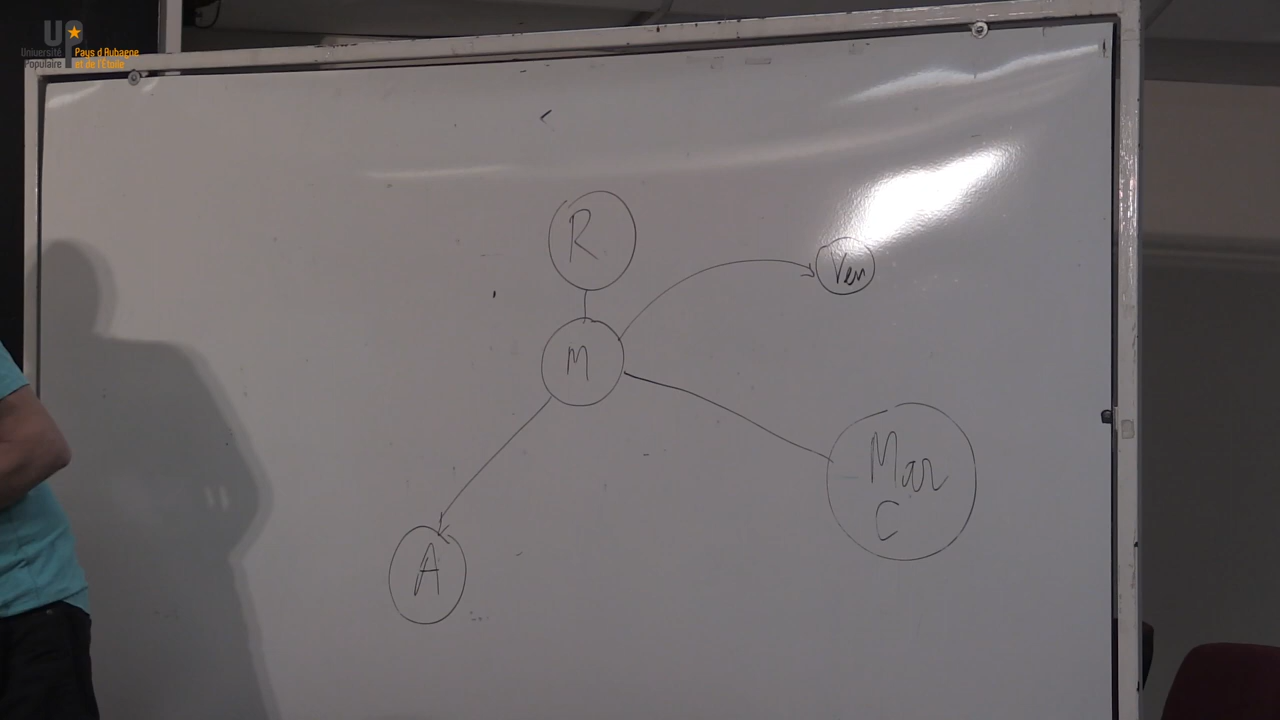 UP
Université
Populaire
Pays d'Aubagne
et de l'Étoile
R
M
Ven
Mar
C
A